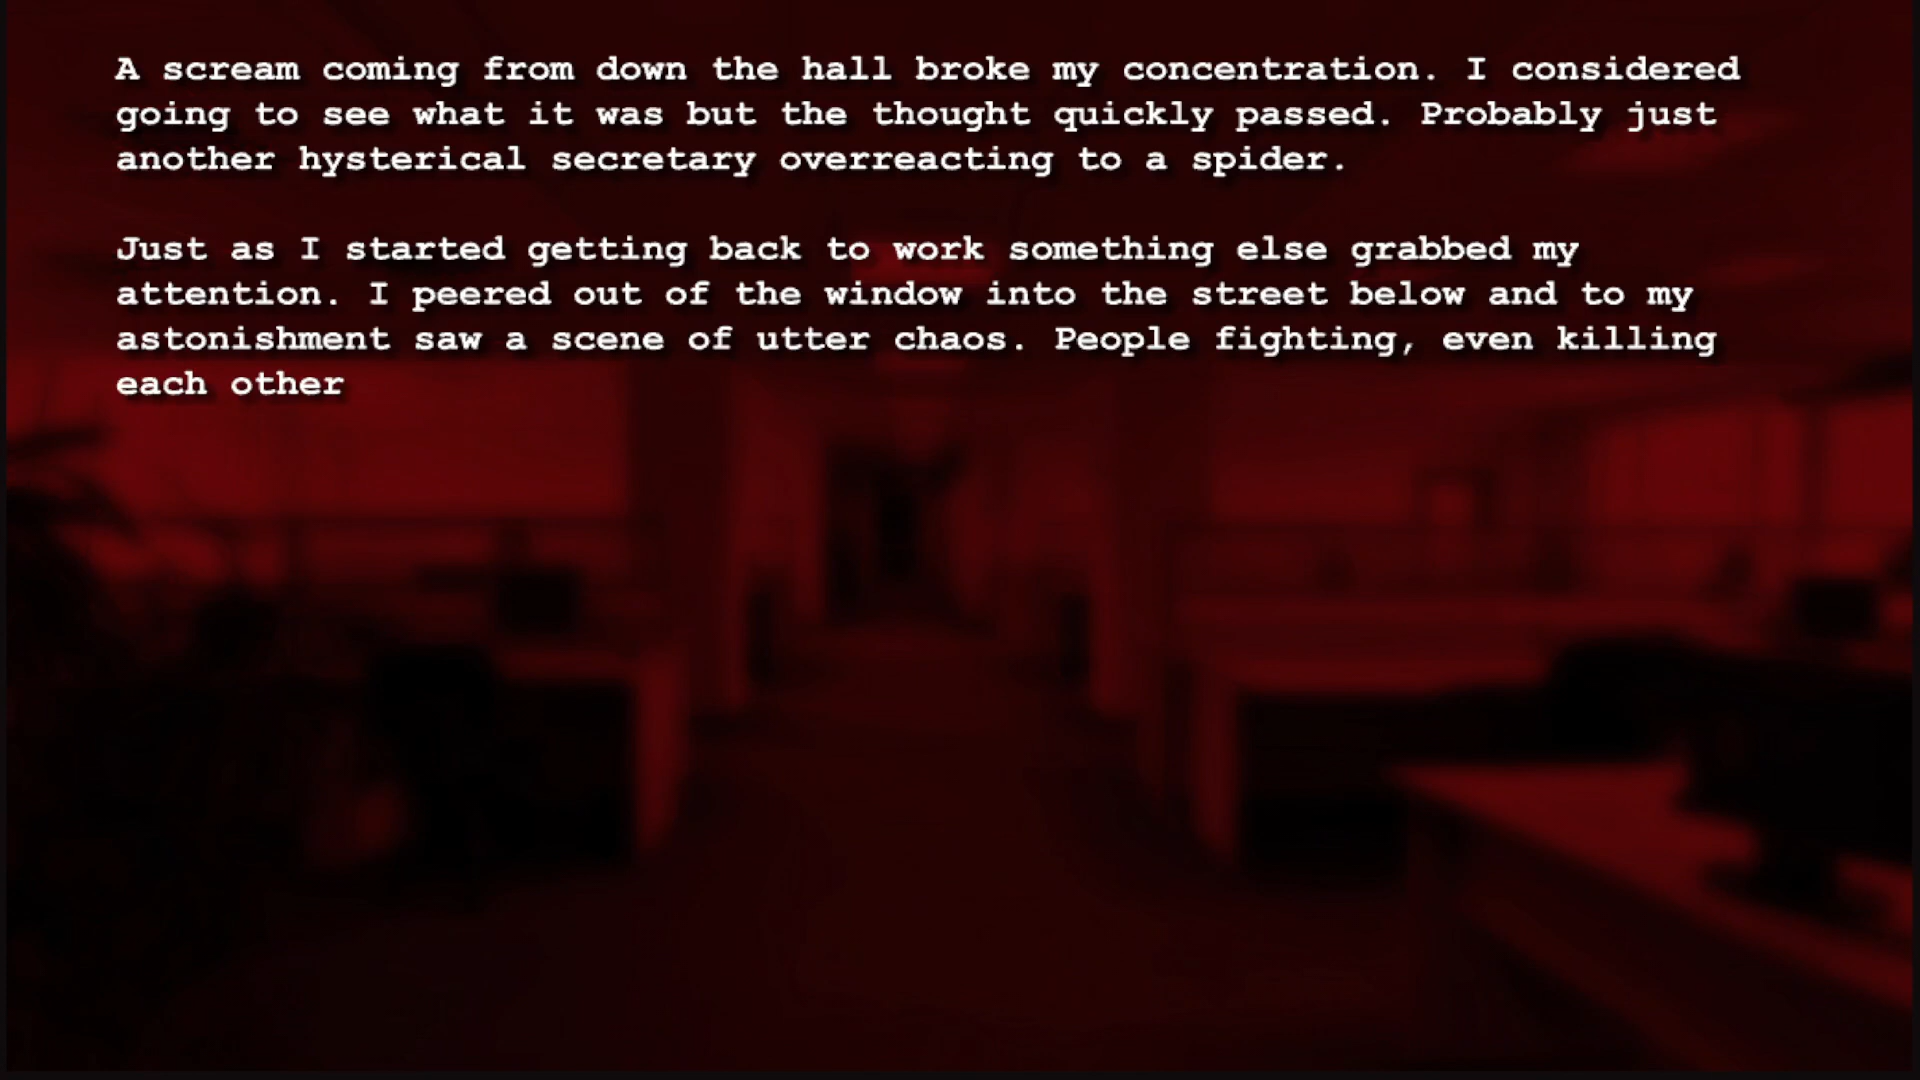 A scream coming from down the hall broke my concentration. I considered
going to see what it was but the thought quickly passed. Probably just
another hysterical secretary overreacting to a spider.
Just as I started getting back to work something else grabbed my
attention. I peered out of the window into the street below and to my
astonishment saw a scene of utter chaos. People fighting, even killing
each other